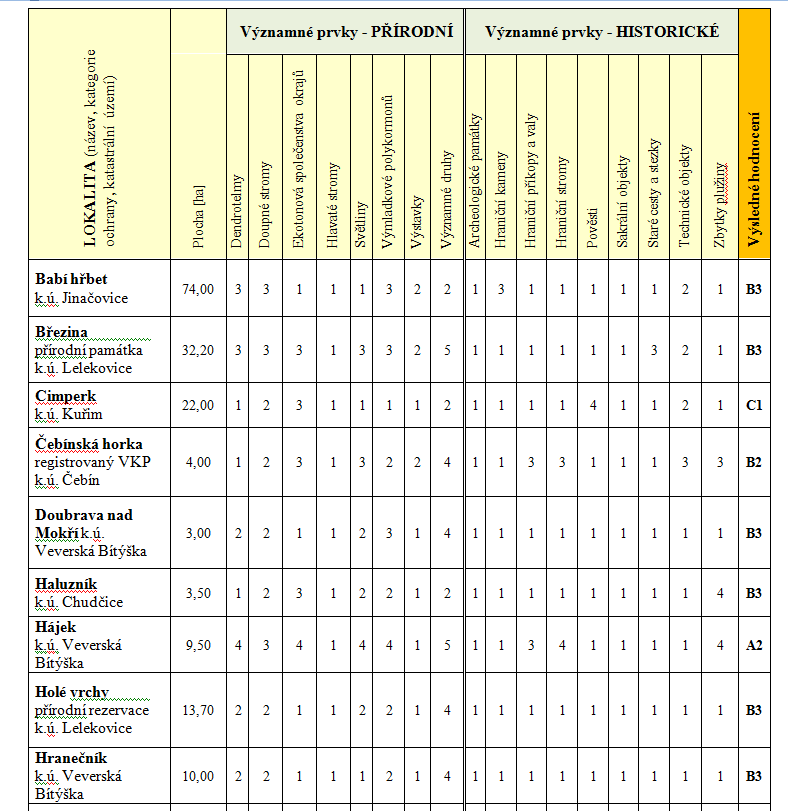 Významné prvky - PŘÍRODNÍ
Významné prvky - HISTORICKÉ
LOKALITA (název, kategorie
ochrany, katastrální území)
Plocha [ha]
Dendrotelmy
Doupné stromy
Ekotonová společenstva okrajů
Hlavaté stromy
Světliny
Výmladkové polykormonů
Výstavky
Významné druhy
Archeologické památky
Hraniční kameny
Hraniční příkopy a valy
Hraniční stromy
Pověsti
Sakrální objekty
Staré cesty a stezky
Technické objekty
Zbytky plužiny
Výsledné hodnocení
Babí hřbet
k.ú. Jinačovice
74,00 3 3 1 1 1 3 2 2 1 3 1 1 1 1 1 2 1 B3
Březina
přírodní památka
k.ú. Lelekovice
32,20 3 3 3 1 3 3 2 5 1 1 1 1 1 1 3 2 1 B3
Cimperk
k.ú. Kuřim
22,00 1 2 3 1 1 1 1 2 1 1 1 1 4 1 1 2 1 C1
Čebínská horka
registrovaný VKP
k.ú. Čebín
4,00 1 2 3 1 3 2 2 4 1 1 3 3 1 1 1 3 3 B2
Doubrava nad
Mokří k.ú.
Veverská Bítýška
3,00 2 2 1 1 2 3 1 4 1 1 1 1 1 1 1 1 1 B3
Haluzník
k.ú. Chudčice
3,50 1 2 3 1 2 2 1 2 1 1 1 1 1 1 1 1 4 B3
Hájek
k.ú. Veverská
Bítýška
9,50 4 3 4 1 4 4 1 5 1 1 3 4 1 1 1 1 4 A2
Holé vrchy
přírodní rezervace
k.ú. Lelekovice
13,70 2 2 1 1 2 2 1 4 1 1 1 1 1 1 1 1 1 B3
Hranečník
k.ú. Veverská
Bítýška
10,00 2 2 1 1 1 2 1 4 1 1 1 1 1 1 1 1 1 B3